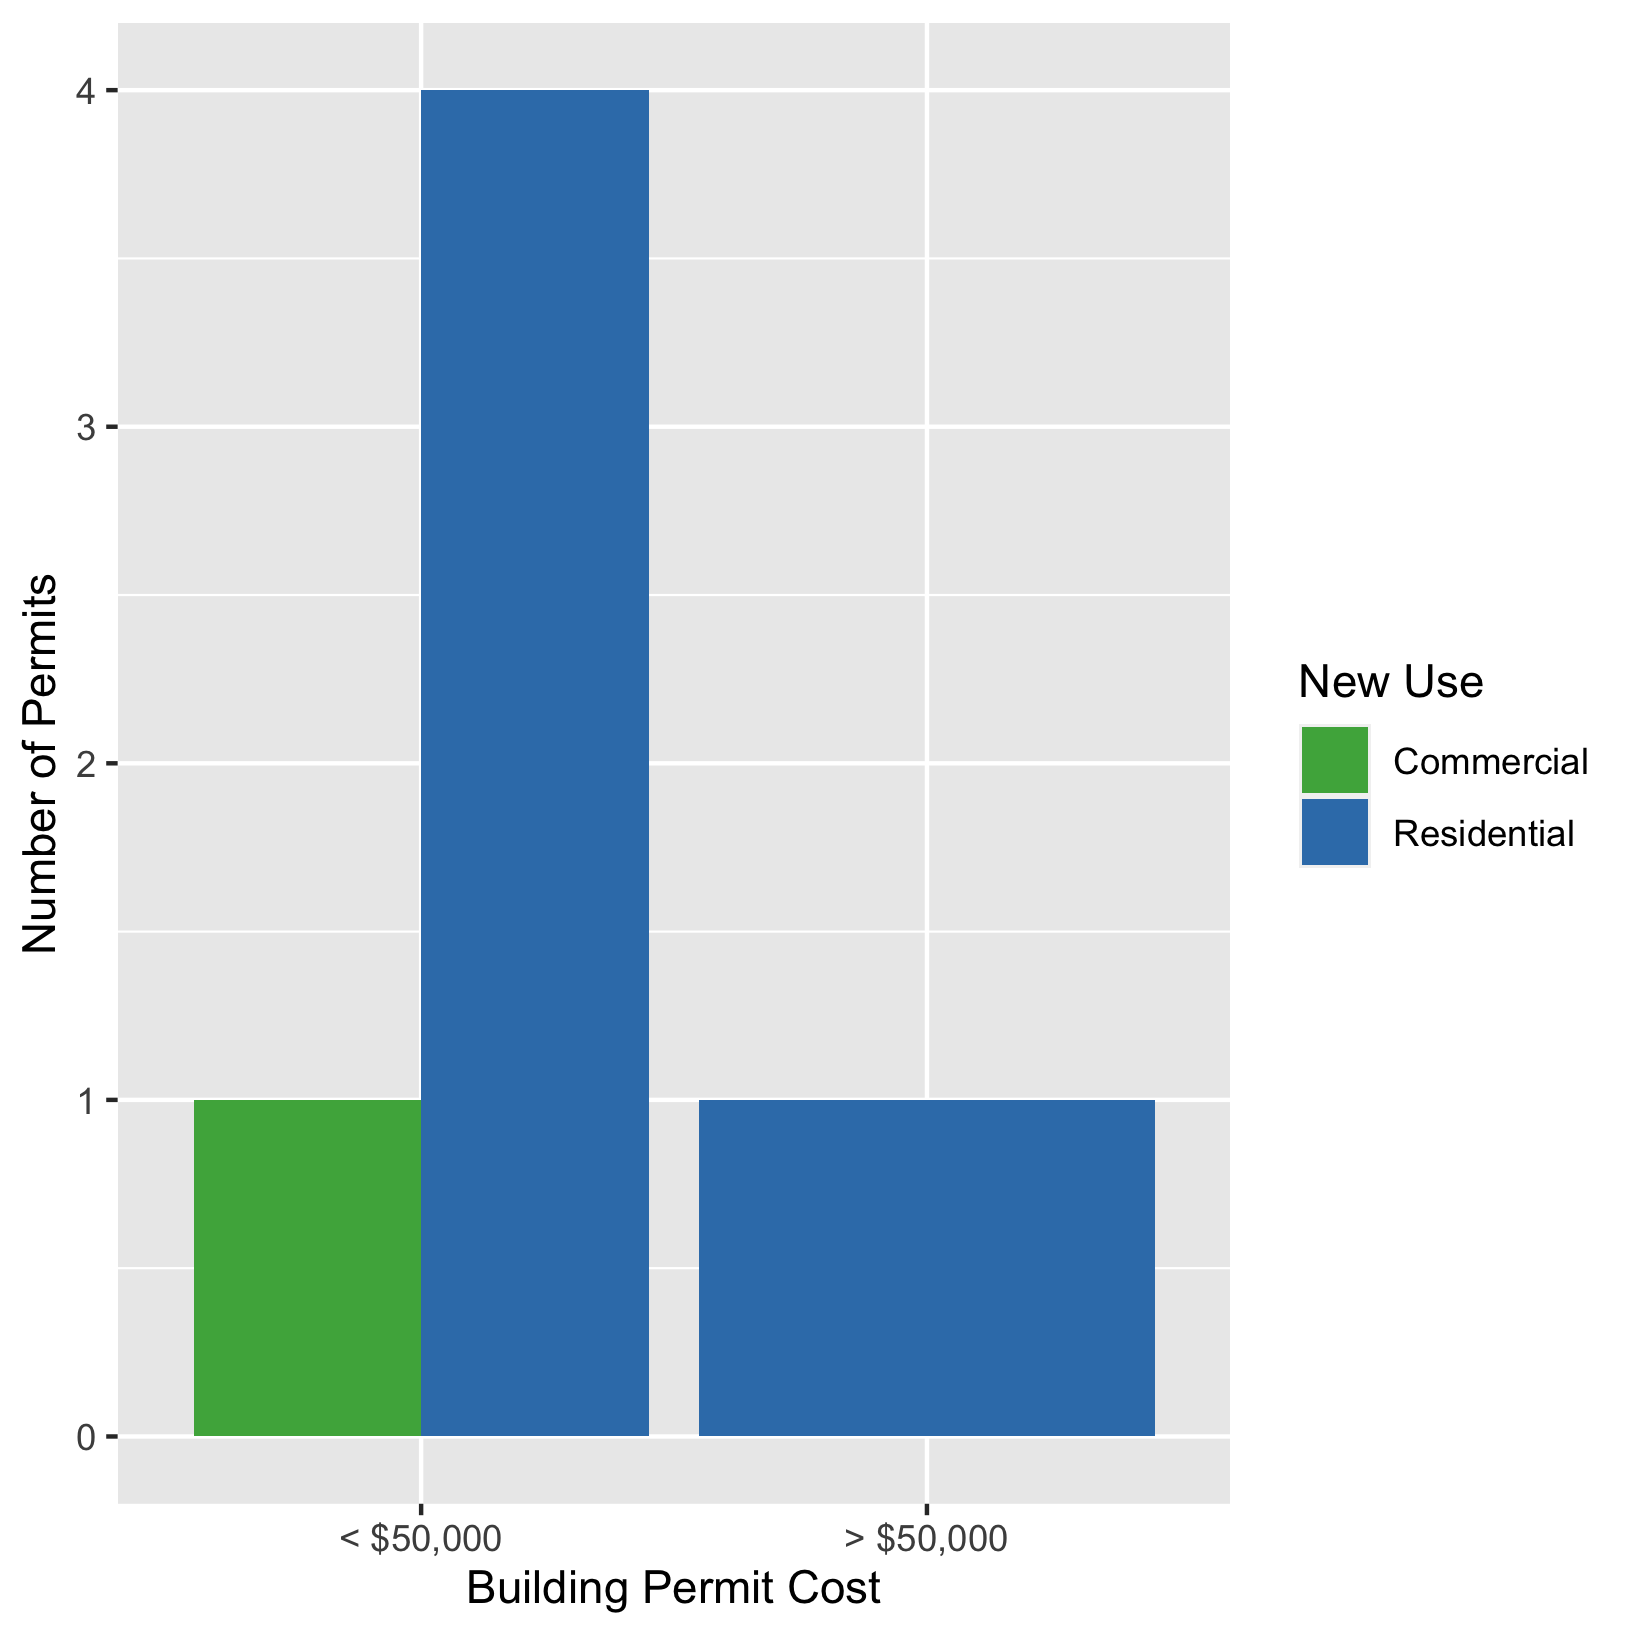 4
3
2
1
0
Number of Permits
< $50,000
> $50,000
Building Permit Cost
New Use
Commercial
Residential